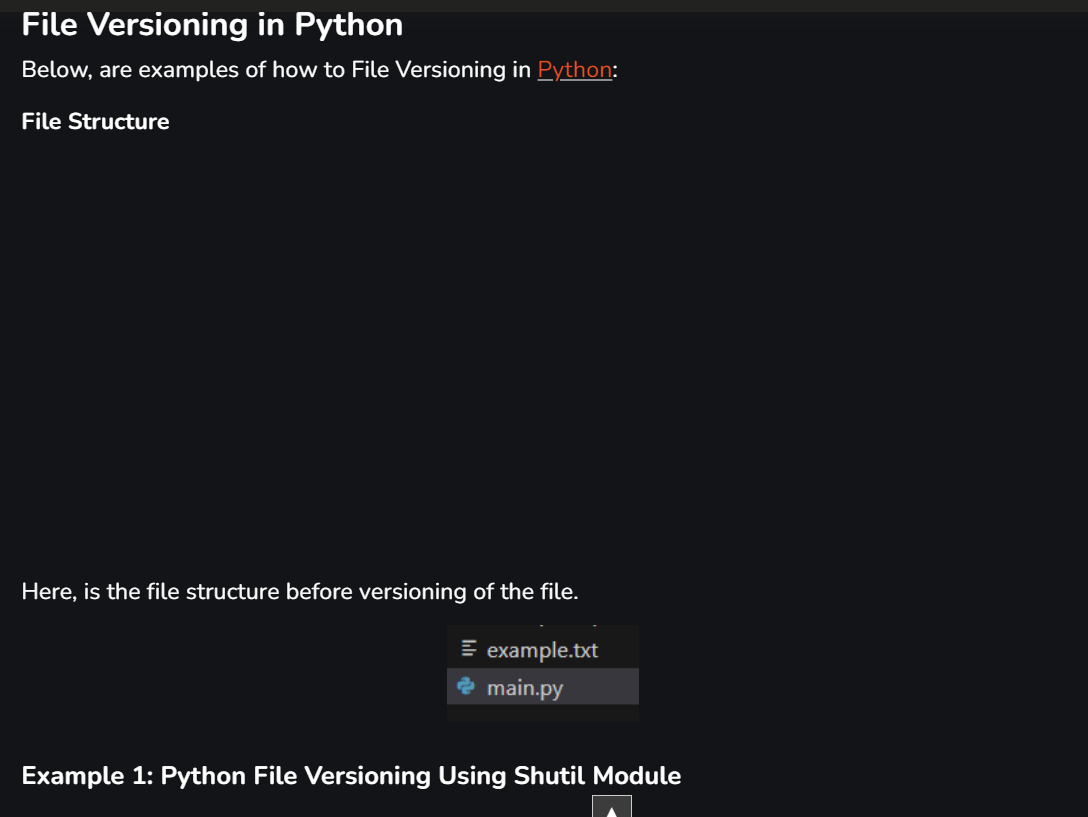 File Versioning in Python
Below, are examples of how to File Versioning in Python:
File Structure
Here, is the file structure before versioning of the file.
example.txt
main.py
Example 1: Python File Versioning Using Shutil Module